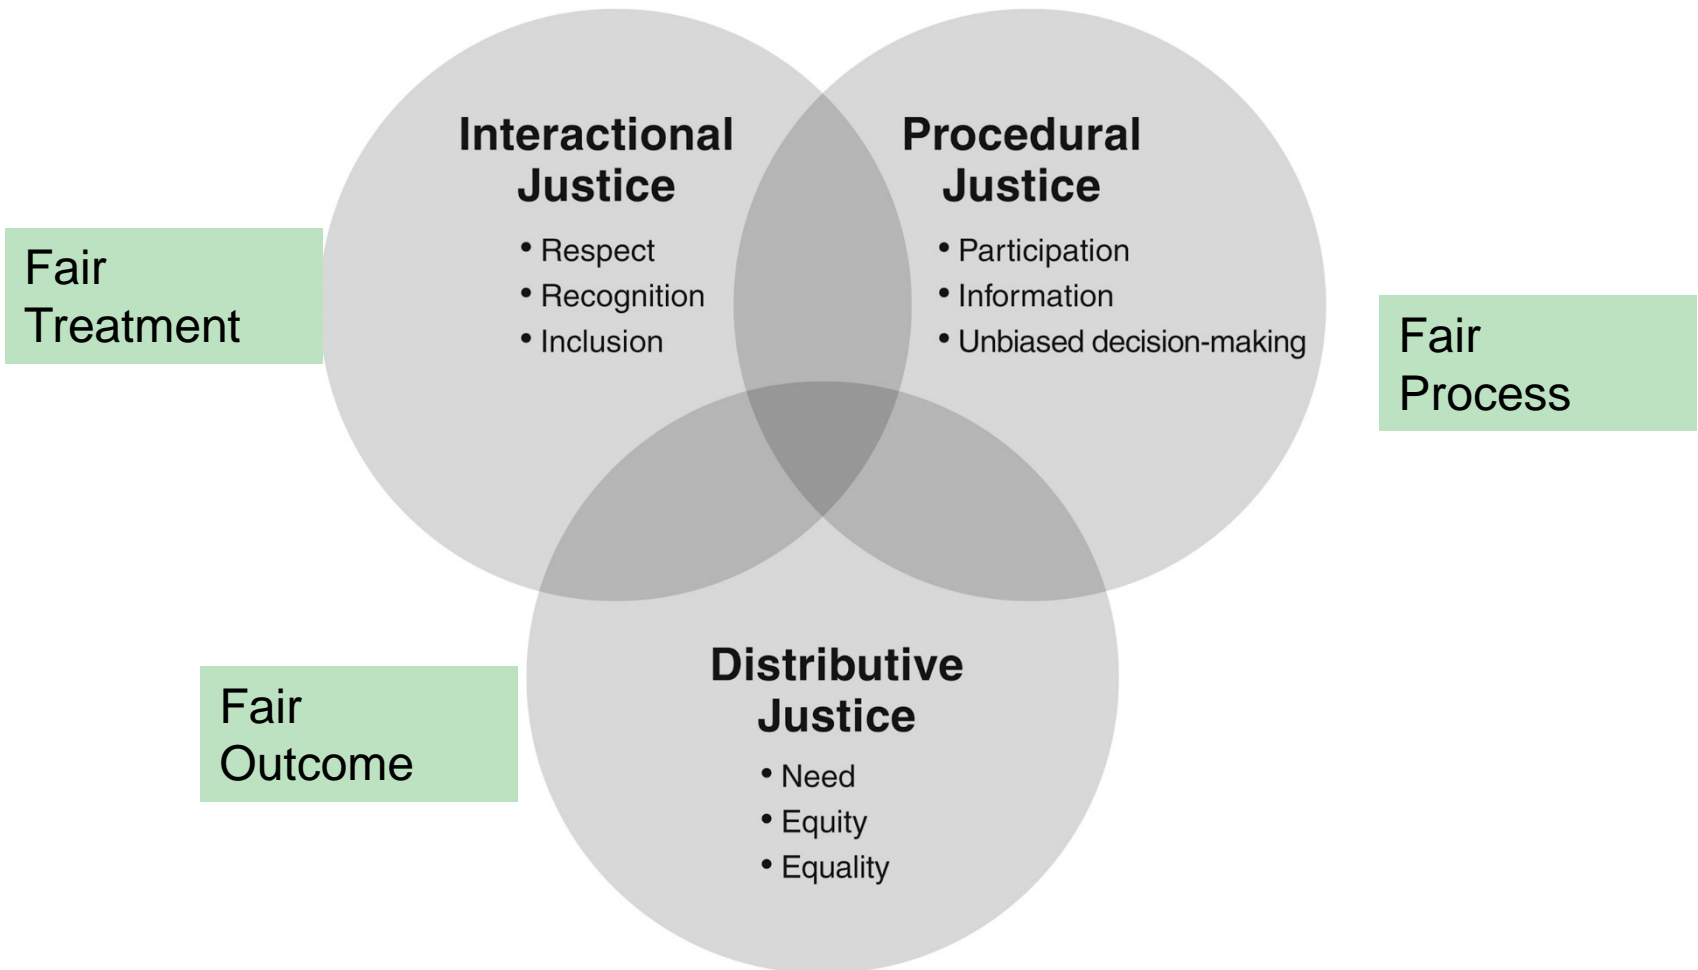 Interactional
Justice
• Respect
• Recognition
• Inclusion
Procedural
Justice
• Participation
• Information
• Unbiased decision-making
Fair
Treatment
Fair
Process
Distributive
Justice
• Need
• Equity
• Equality
Fair
Outcome